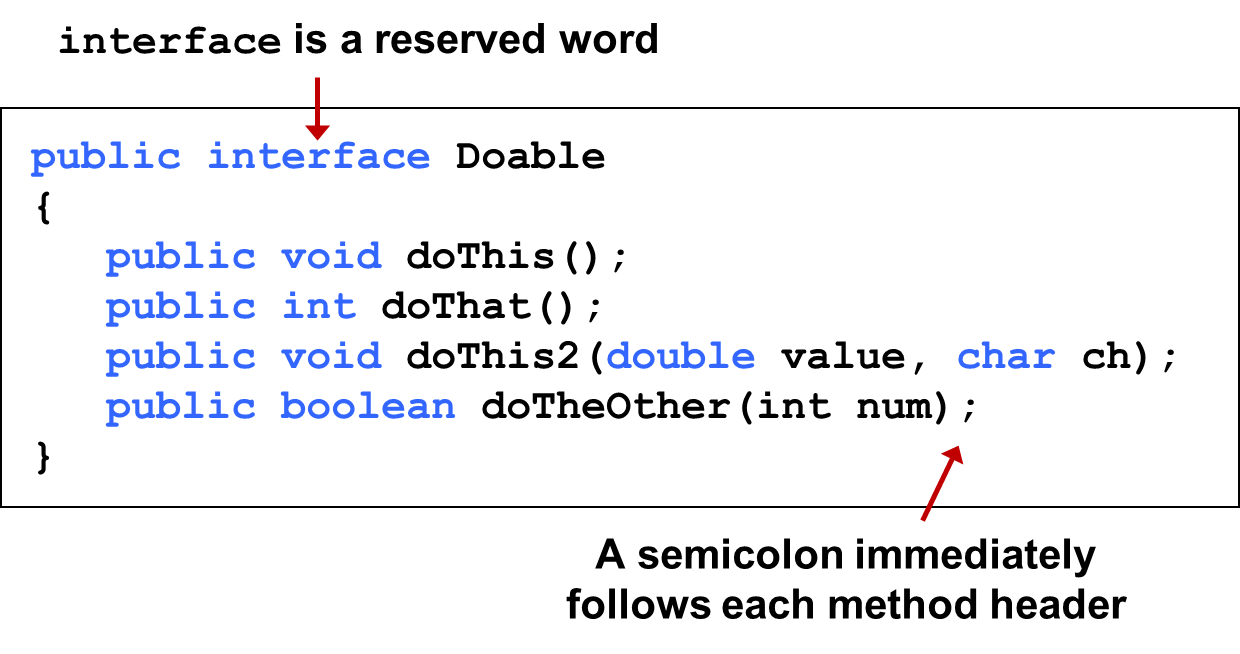 interface is a reserved word
public interface Doable
{
   public void doThis();
   public int doThat();
   public void doThis2(double value, char ch);
   public boolean doTheOther(int num);
}
A semicolon immediately
follows each method header